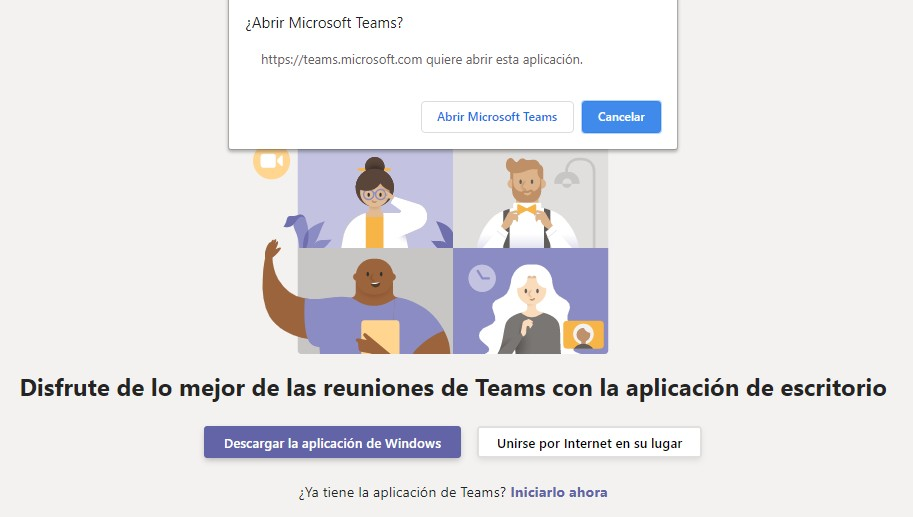 ¿Abrir Microsoft Teams?
https://teams.microsoft.com quiere abrir esta aplicación.
Abrir Microsoft Teams
Cancelar
Disfrute de lo mejor de las reuniones de Teams con la aplicación de escritorio
Descargar la aplicación de Windows
Unirse por Internet en su lugar
¿Ya tiene la aplicación de Teams? Iniciarlo ahora